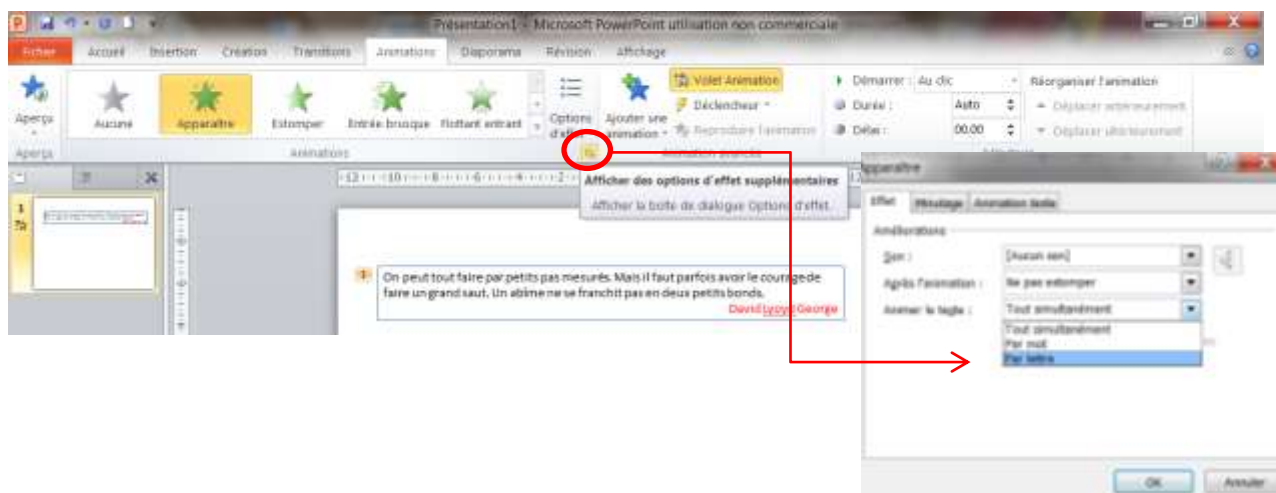 Présentation1 - Microsoft PowerPoint utilisation non commerciale
Fichier Accueil Insertion Création Transitions Animations Diaporama Révision Affichage
Aperçu Aucune Apparaître Estomper Entrée brusque Flottant entrant Options d'effet Ajouter une animation
Volet Animation
Déclencheur
Reproduire l'animation
Démarrer : Au clic
Durée : Auto
Délai : 00.00
Réorganiser l'animation
Déplacer antérieurement
Déplacer ultérieurement
Aperçu Animations Animation avancée
Afficher des options d'effet supplémentaires
Afficher la boîte de dialogue Options d'effet.
1
1
On peut tout faire par petits pas mesurés. Mais il faut parfois avoir le courage de
faire un grand saut. Un abîme ne se franchit pas en deux petits bonds.
David Lyoyd George
Apparaître
Effet Minutage Animation texte
Améliorations
Son : [Aucun son]
Après l'animation : Ne pas estomper
Animer le texte : Tout simultanément
Tout simultanément
Par mot
Par lettre
OK Annuler